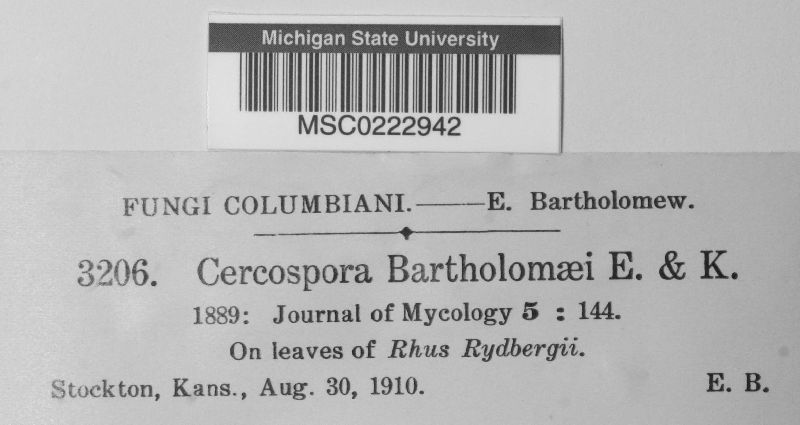 Michigan State University
MSC0222942
FUNGI COLUMBIANI.——E. Bartholomew.
3206. Cercospora Bartholomæi E. & K.
1889: Journal of Mycology 5 : 144.
On leaves of Rhus Rydbergii.
Stockton, Kans., Aug. 30, 1910. E. B.